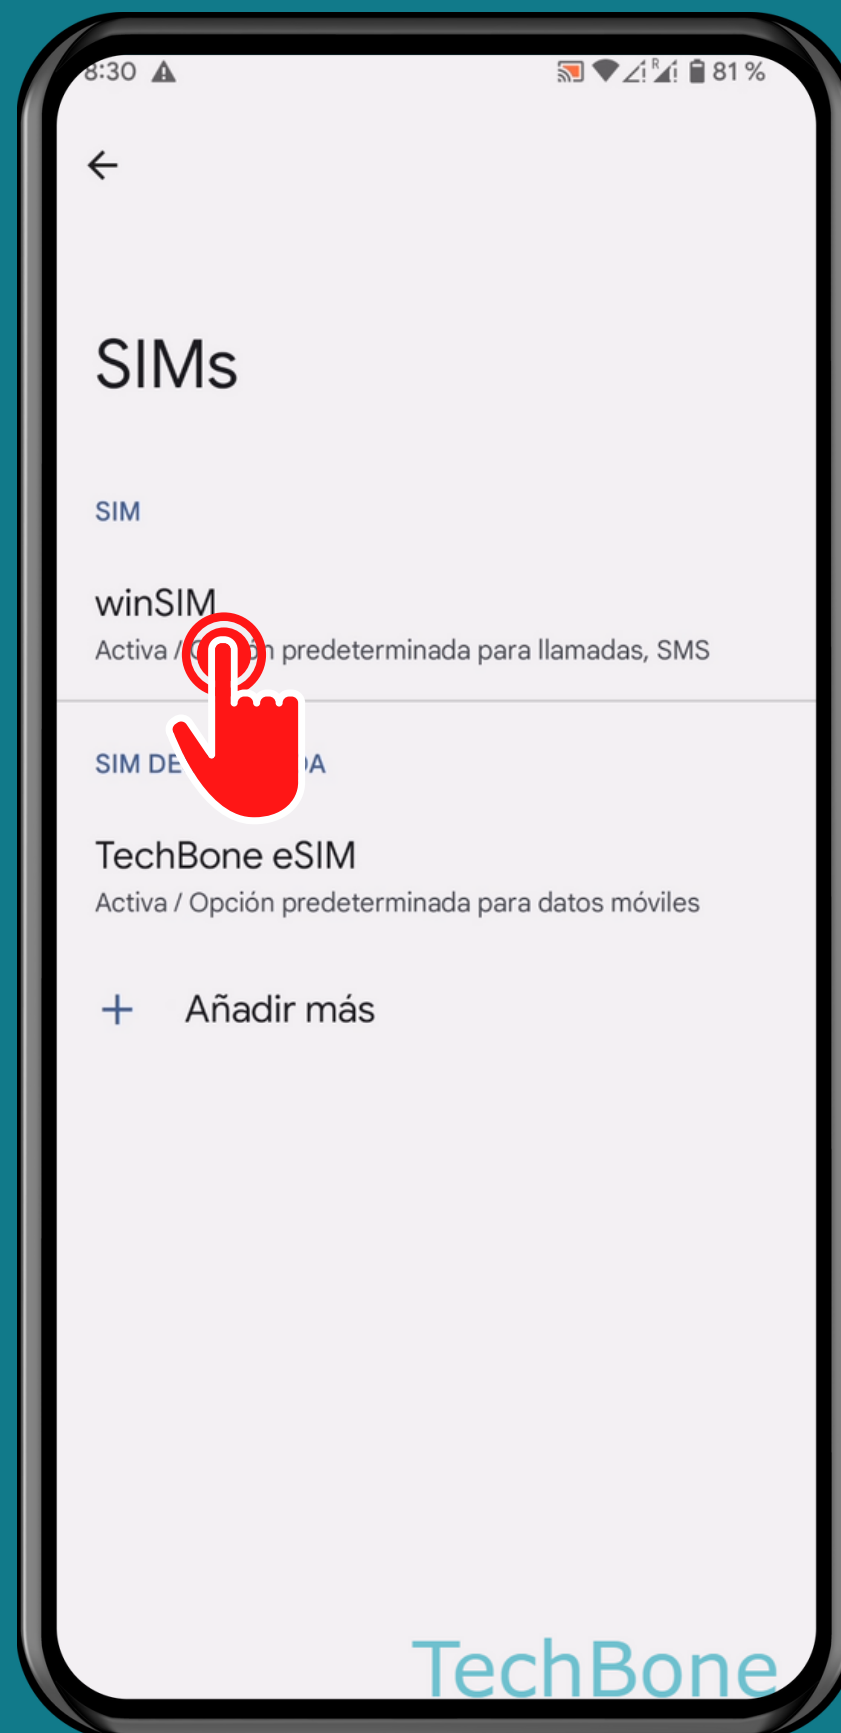 8:30
R
81 %
SIMs
SIM
winSIM
Activa / predeterminada para llamadas, SMS
SIM DE
TechBone eSIM
Activa / Opción predeterminada para datos móviles
+ Añadir más
TechBone